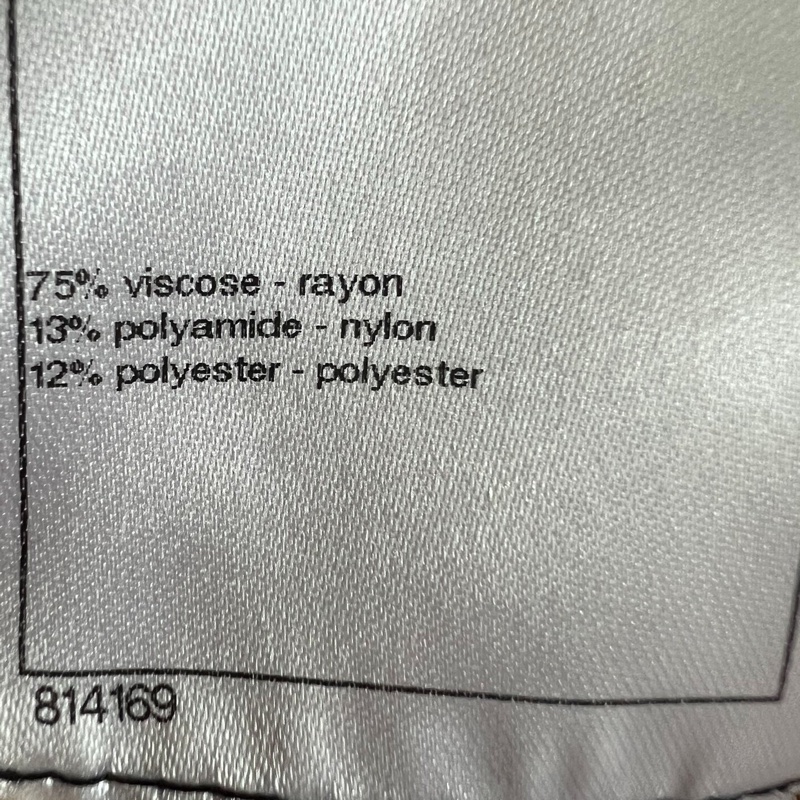 75% viscose - rayon
13% polyamide - nylon
12% polyester - polyester
814169